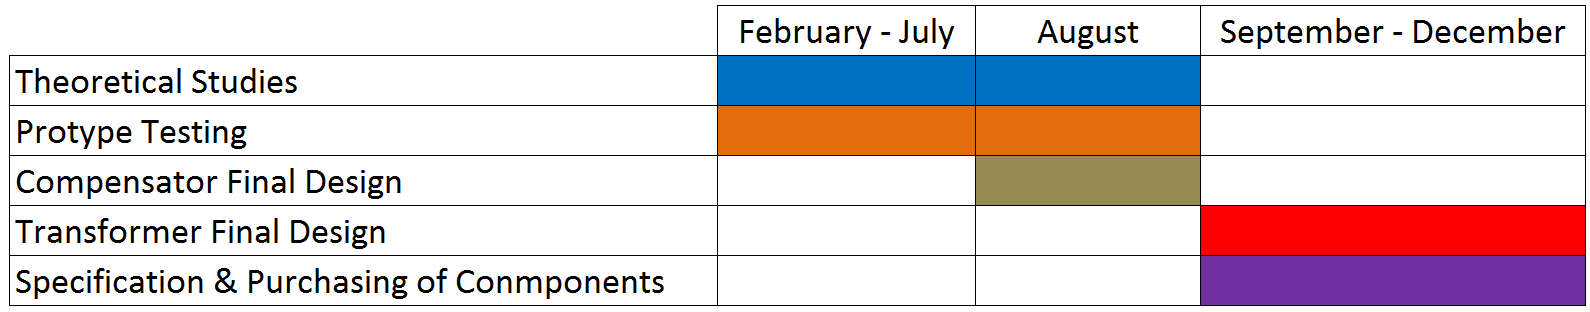 February - July August September - December
Theoretical Studies
Protype Testing
Compensator Final Design
Transformer Final Design
Specification & Purchasing of Conmponents